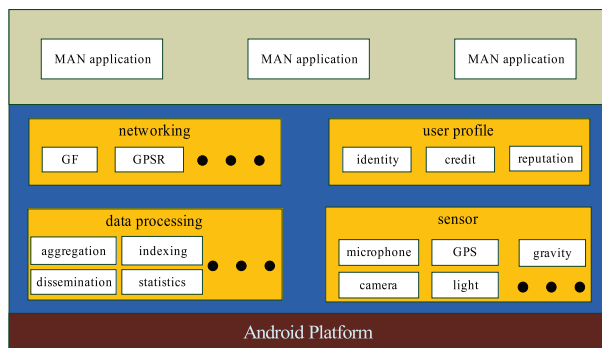 MAN application MAN application MAN application
networking
GF GPSR
user profile
identity credit reputation
data processing
aggregation indexing
dissemination statistics
sensor
microphone GPS gravity
camera light
Android Platform